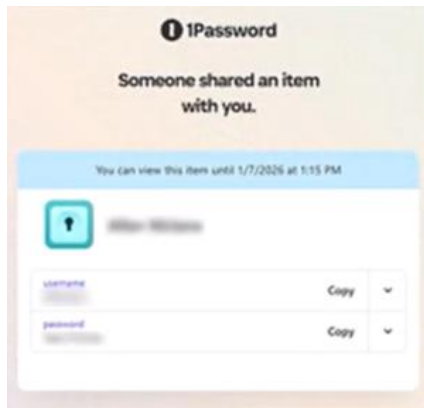 1Password
Someone shared an item
with you.
You can view this item until 1/7/2026 at 1:15 PM
username
Copy
password
Copy